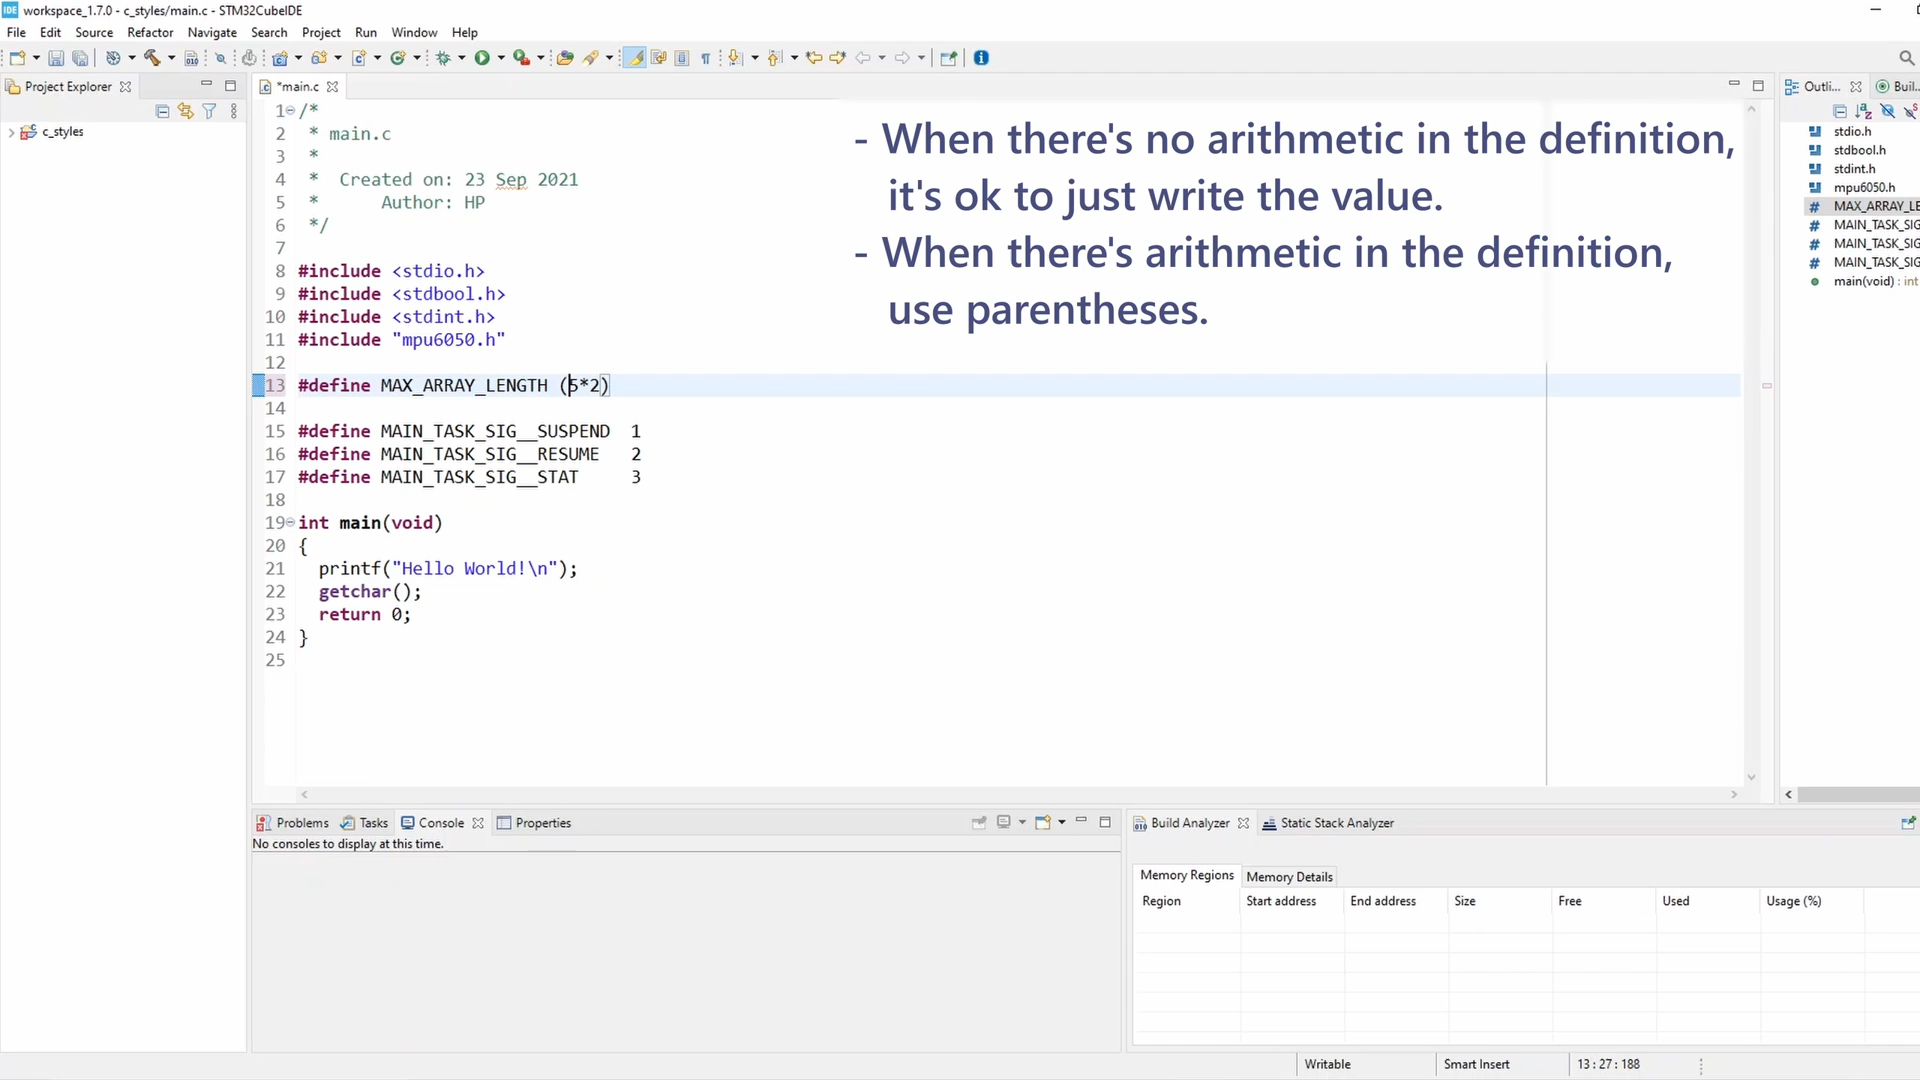 workspace_1.7.0 - c_styles/main.c - STM32CubeIDE
File Edit Source Refactor Navigate Search Project Run Window Help
Project Explorer
c_styles
*main.c
1 /*
2 * main.c
3 *
4 * Created on: 23 Sep 2021
5 * Author: HP
6 */
7
8 #include <stdio.h>
9 #include <stdbool.h>
10 #include <stdint.h>
11 #include "mpu6050.h"
12
13 #define MAX_ARRAY_LENGTH (5*2)
14
15 #define MAIN_TASK_SIG__SUSPEND 1
16 #define MAIN_TASK_SIG__RESUME 2
17 #define MAIN_TASK_SIG__STAT 3
18
19 int main(void)
20 {
21 printf("Hello World!\n");
22 getchar();
23 return 0;
24 }
25
- When there's no arithmetic in the definition,
it's ok to just write the value.
- When there's arithmetic in the definition,
use parentheses.
Outli... Buil...
stdio.h
stdbool.h
stdint.h
mpu6050.h
MAX_ARRAY_LE
MAIN_TASK_SIG
MAIN_TASK_SIG
MAIN_TASK_SIG
main(void) : int
Problems Tasks Console Properties
No consoles to display at this time.
Build Analyzer Static Stack Analyzer
Memory Regions Memory Details
Region Start address End address Size Free Used Usage (%)
Writable Smart Insert 13 : 27 : 188